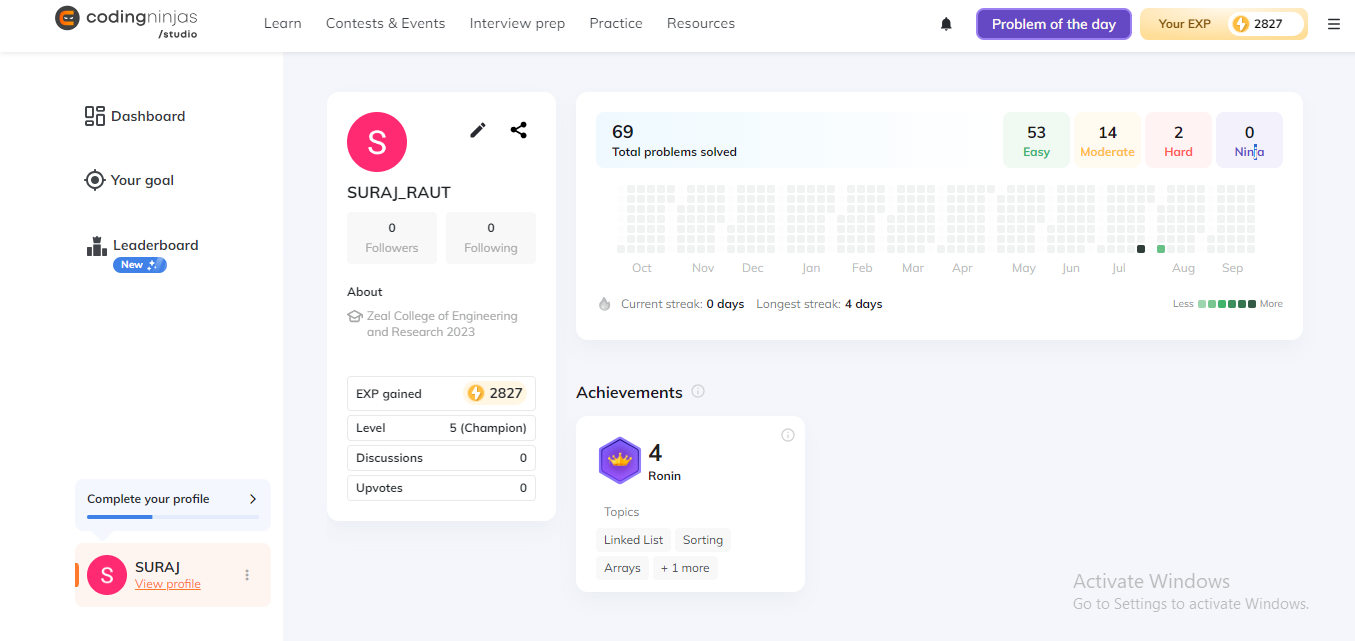 codingninjas
/studio
Learn
Contests & Events
Interview prep
Practice
Resources
Problem of the day
Your EXP 2827
Dashboard
Your goal
Leaderboard
New
Complete your profile
S
SURAJ
View profile
S
SURAJ_RAUT
0
Followers
0
Following
About
Zeal College of Engineering
and Research 2023
EXP gained 2827
Level 5 (Champion)
Discussions 0
Upvotes 0
69
Total problems solved
53
Easy
14
Moderate
2
Hard
0
Ninja
Oct Nov Dec Jan Feb Mar Apr May Jun Jul Aug Sep
Current streak: 0 days Longest streak: 4 days
Less More
Achievements
4
Ronin
Topics
Linked List Sorting
Arrays + 1 more
Activate Windows
Go to Settings to activate Windows.